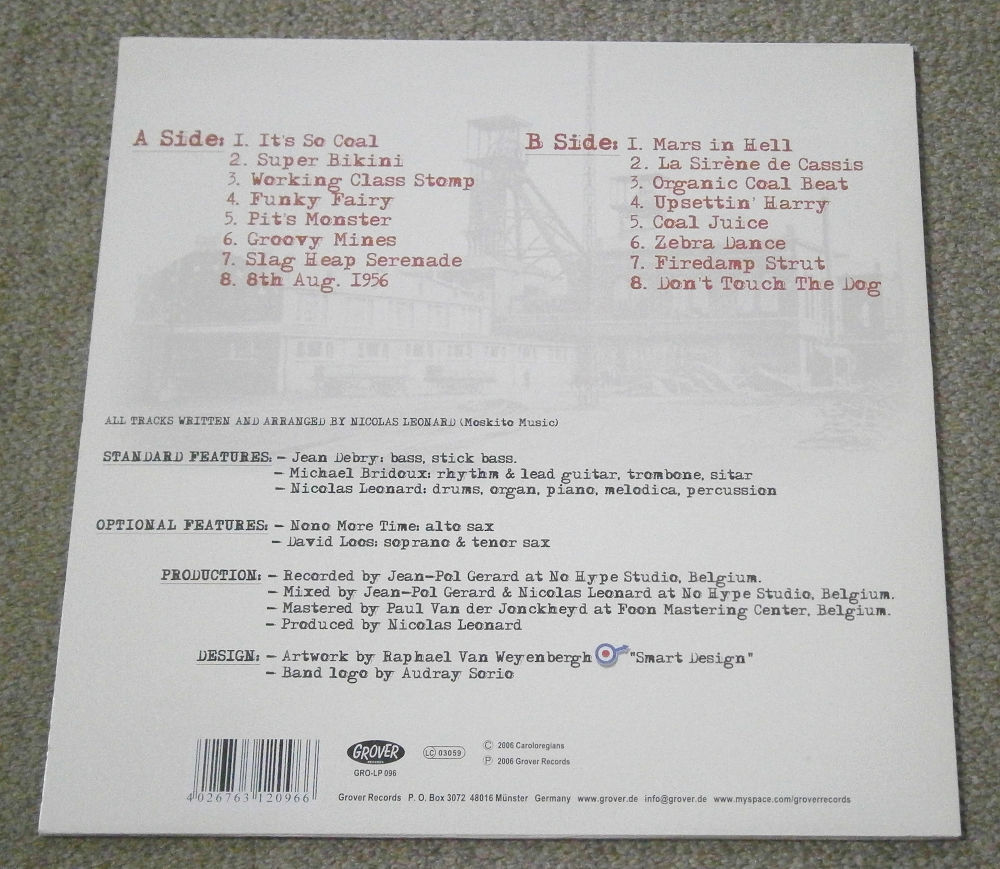 A Side: 1. It's So Coal
2. Super Bikini
3. Working Class Stomp
4. Funky Fairy
5. Pit's Monster
6. Groovy Mines
7. Slag Heap Serenade
8. 8th Aug. 1956
B Side: 1. Mars in Hell
2. La Sirène de Cassis
3. Organic Coal Beat
4. Upsettin' Harry
5. Coal Juice
6. Zebra Dance
7. Firedamp Strut
8. Don't Touch The Dog
ALL TRACKS WRITTEN AND ARRANGED BY NICOLAS LEONARD (Moskito Music)
STANDARD FEATURES: - Jean Debry: bass, stick bass.
- Michael Bridoux: rhythm & lead guitar, trombone, sitar
- Nicolas Leonard: drums, organ, piano, melodica, percussion
OPTIONAL FEATURES: - Nono More Time: alto sax
- David Loos: soprano & tenor sax
PRODUCTION: - Recorded by Jean-Pol Gerard at No Hype Studio, Belgium.
- Mixed by Jean-Pol Gerard & Nicolas Leonard at No Hype Studio, Belgium.
- Mastered by Paul Van der Jonckheyd at Foon Mastering Center, Belgium.
- Produced by Nicolas Leonard
DESIGN: - Artwork by Raphael Van Weyenbergh "Smart Design"
- Band logo by Audray Sorio
4 026763 120966
GROVER
RECORDS
GRO-LP 096
LC 03059
© 2006 Caroloregians
℗ 2006 Grover Records
Grover Records P. O. Box 3072 48016 Münster Germany www.grover.de info@grover.de www.myspace.com/groverrecords